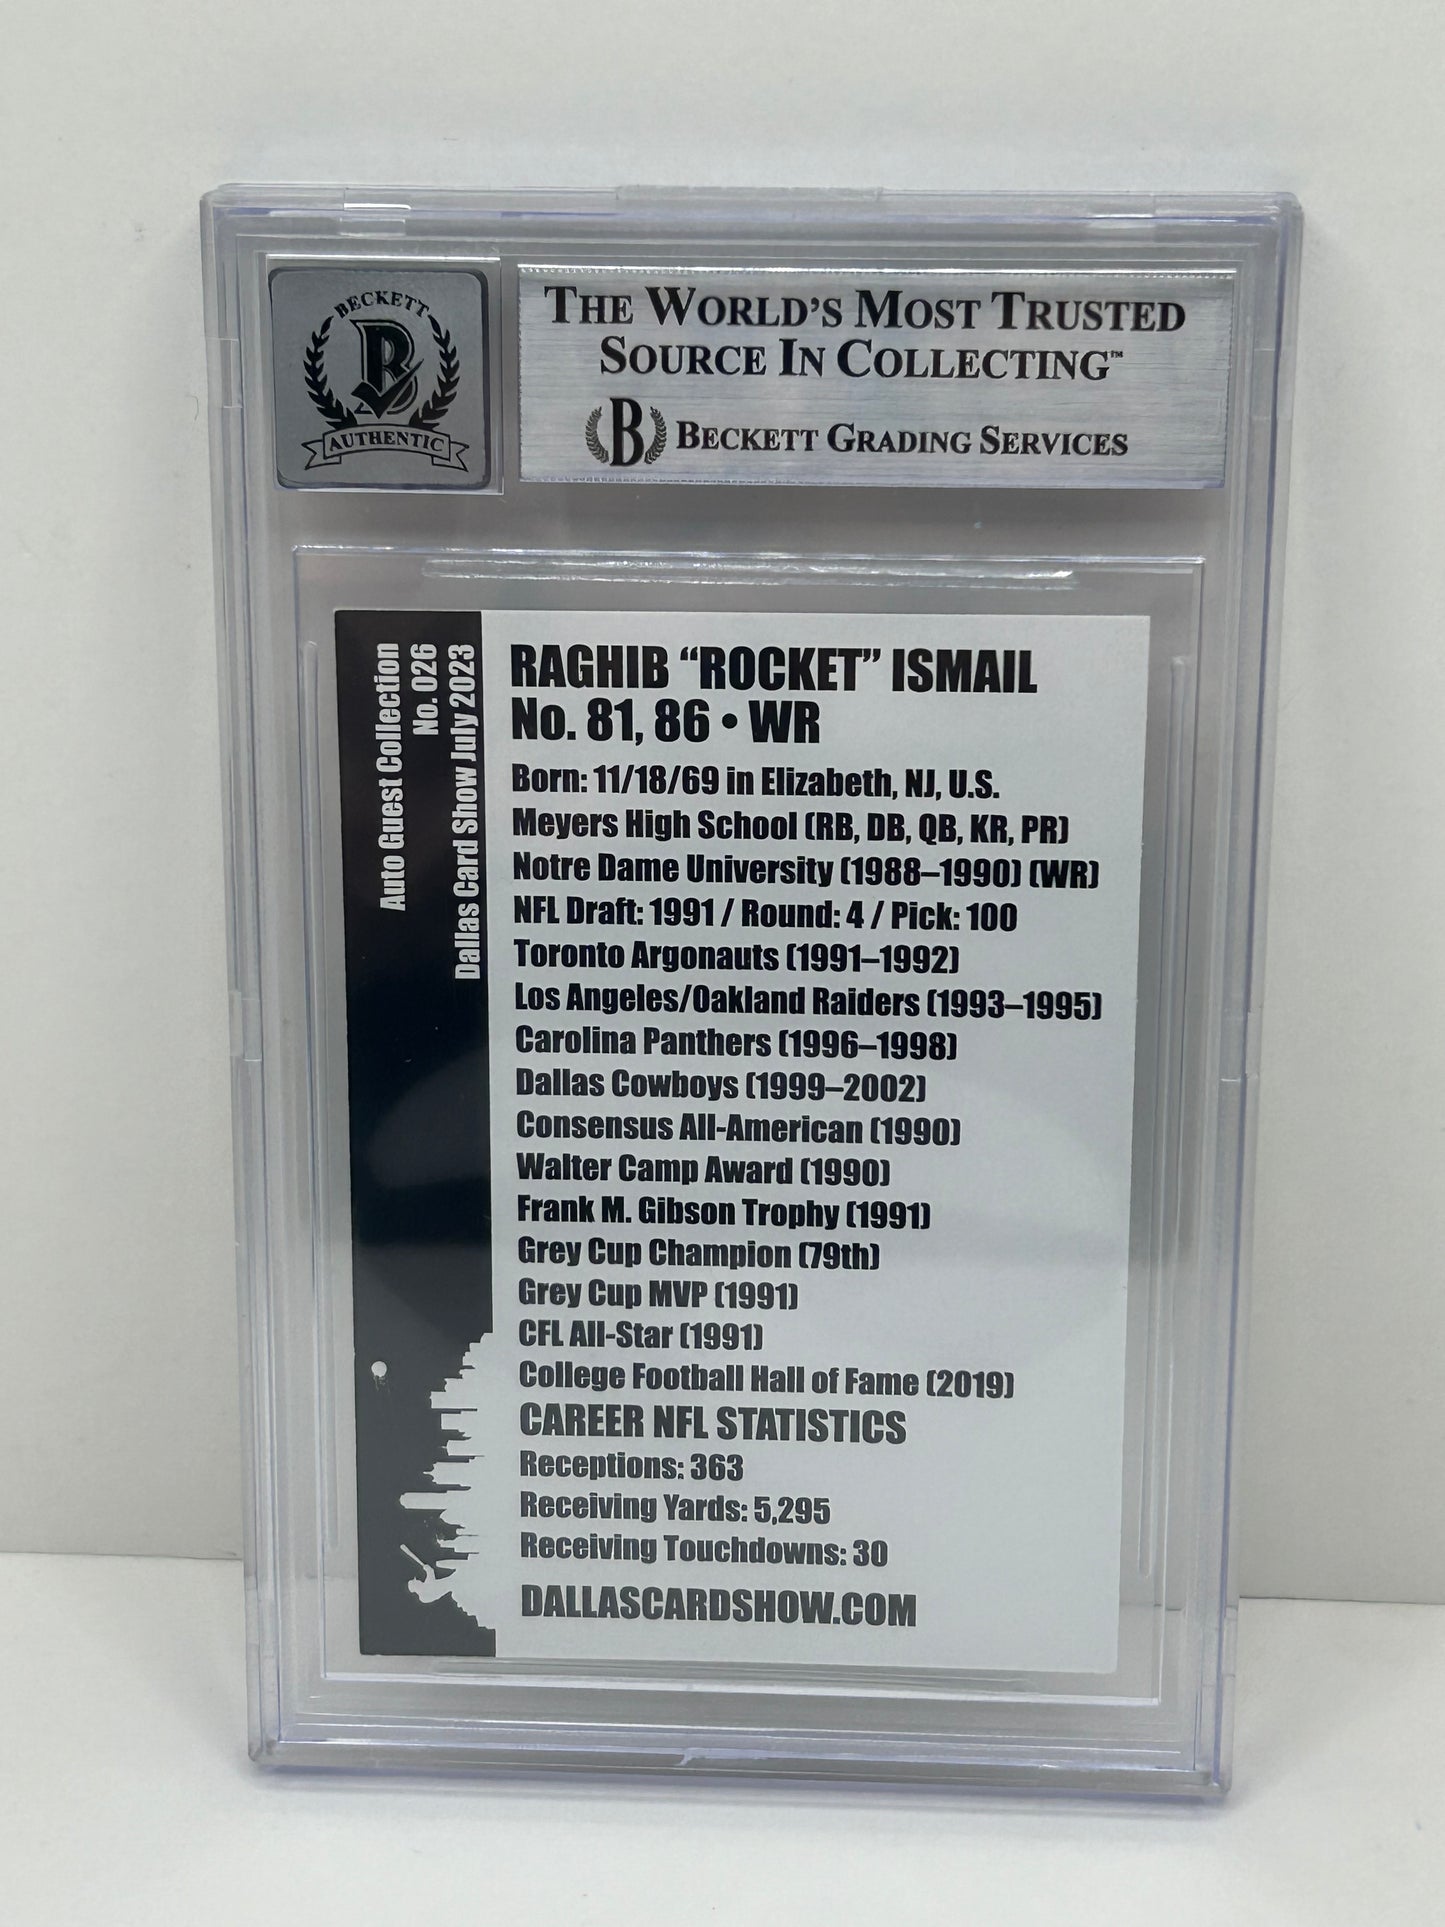 BECKETT
B
AUTHENTIC
THE WORLD'S MOST TRUSTED
SOURCE IN COLLECTING™
B BECKETT GRADING SERVICES
Auto Guest Collection
No. 026
Dallas Card Show July 2023
RAGHIB “ROCKET” ISMAIL
No. 81, 86 • WR
Born: 11/18/69 in Elizabeth, NJ, U.S.
Meyers High School (RB, DB, QB, KR, PR)
Notre Dame University (1988–1990) (WR)
NFL Draft: 1991 / Round: 4 / Pick: 100
Toronto Argonauts (1991–1992)
Los Angeles/Oakland Raiders (1993–1995)
Carolina Panthers (1996–1998)
Dallas Cowboys (1999–2002)
Consensus All-American (1990)
Walter Camp Award (1990)
Frank M. Gibson Trophy (1991)
Grey Cup Champion (79th)
Grey Cup MVP (1991)
CFL All-Star (1991)
College Football Hall of Fame (2019)
CAREER NFL STATISTICS
Receptions: 363
Receiving Yards: 5,295
Receiving Touchdowns: 30
DALLASCARDSHOW.COM